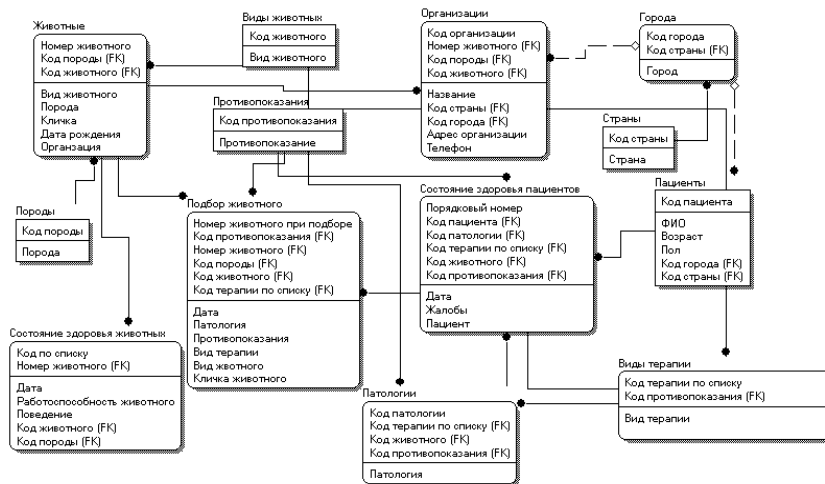 Животные
Номер животного
Код породы (FK)
Код животного (FK)
Вид животного
Порода
Кличка
Дата рождения
Органзация
Виды животных
Код животного
Вид животного
Организации
Код организации
Номер животного (FK)
Код породы (FK)
Код животного (FK)
Название
Код страны (FK)
Код города (FK)
Адрес организации
Телефон
Города
Код города
Код страны (FK)
Город
Противопоказания
Код противопоказания
Противопоказание
Страны
Код страны
Страна
Породы
Код породы
Порода
Подбор животного
Номер животного при подборе
Код противопоказания (FK)
Номер животного (FK)
Код породы (FK)
Код животного (FK)
Код терапии по списку (FK)
Дата
Патология
Противопоказания
Вид терапии
Вид жвотного
Кличка животного
Состояние здоровья пациентов
Порядковый номер
Код пациента (FK)
Код патологии (FK)
Код терапии по списку (FK)
Код животного (FK)
Код противопоказания (FK)
Дата
Жалобы
Пациент
Пациенты
Код пациента
ФИО
Возраст
Пол
Код города (FK)
Код страны (FK)
Состояние здоровья животных
Код по списку
Номер животного (FK)
Дата
Работоспособность животного
Поведение
Код животного (FK)
Код породы (FK)
Патологии
Код патологии
Код терапии по списку (FK)
Код животного (FK)
Код противопоказания (FK)
Патология
Виды терапии
Код терапии по списку
Код противопоказания (FK)
Вид терапии